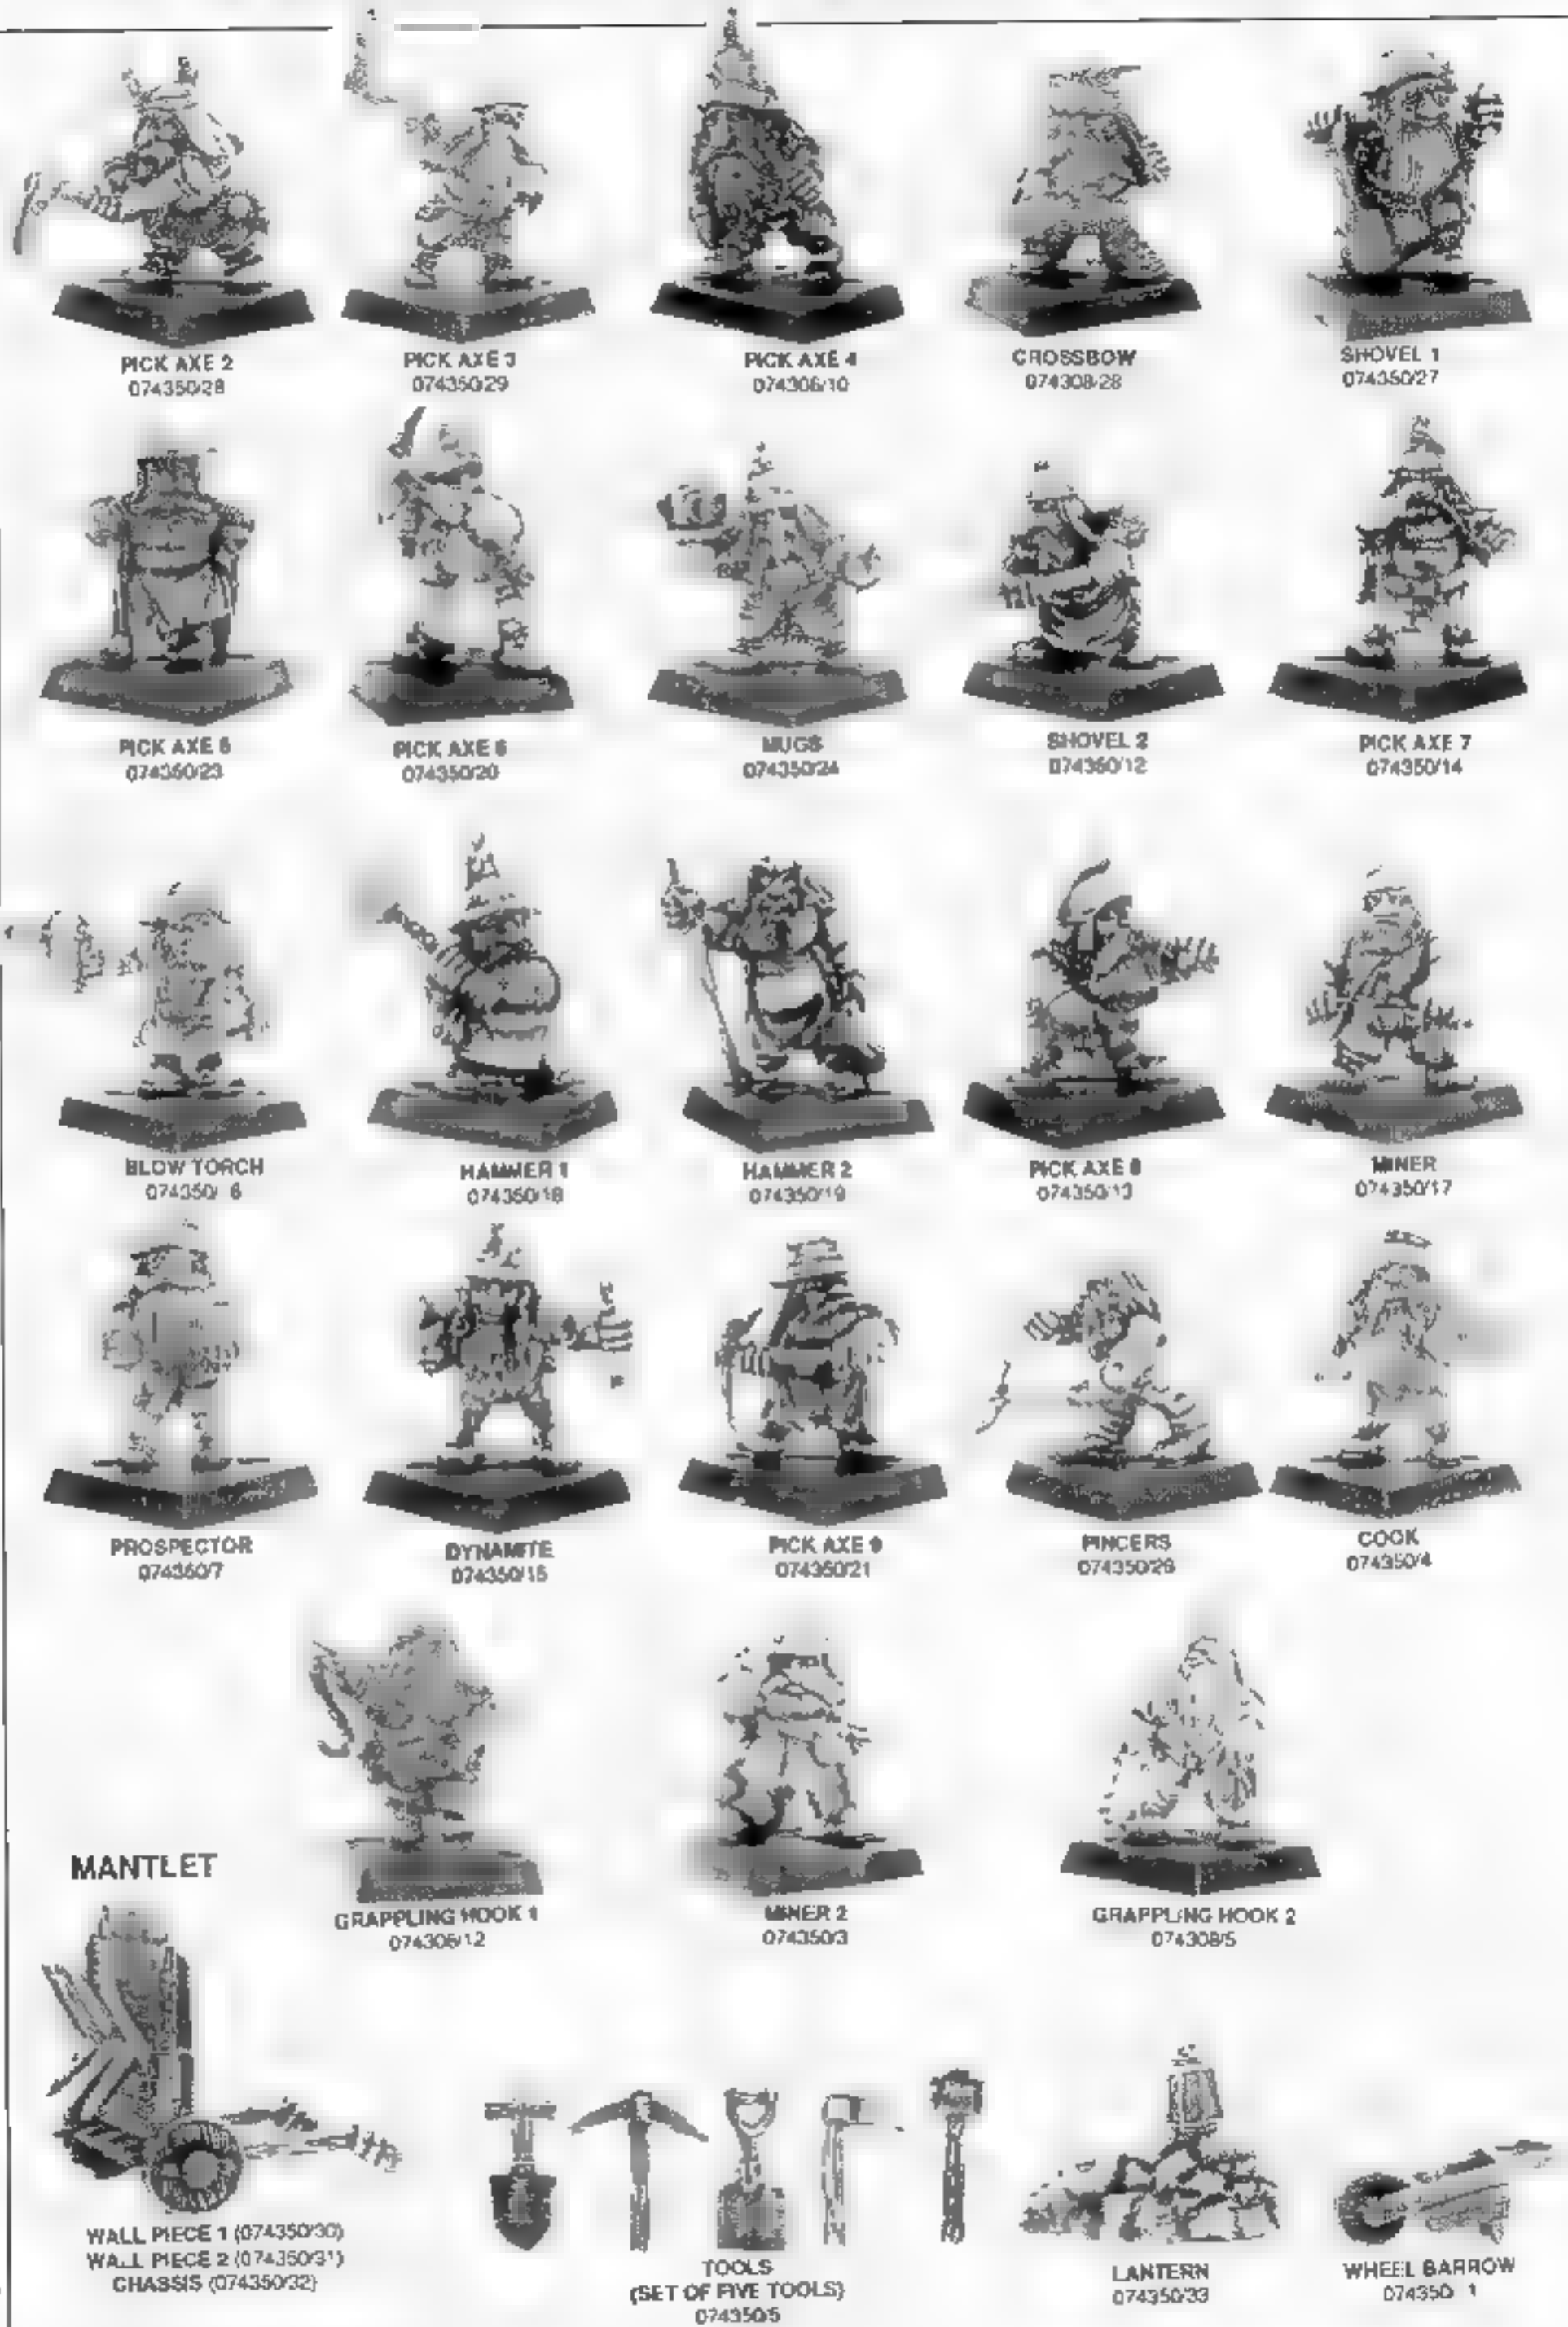 PICK AXE 2
074350/28
PICK AXE 3
074350/29
PICK AXE 4
074308/10
CROSSBOW
074308/28
SHOVEL 1
074350/27
PICK AXE 5
074350/23
PICK AXE 6
074350/20
MUGS
074350/24
SHOVEL 2
074350/12
PICK AXE 7
074350/14
BLOW TORCH
HAMMER 1
074350/18
HAMMER 2
074350/19
PICK AXE 8
074350/13
MINER
074350/17
PROSPECTOR
074350/7
DYNAMITE
074350/15
PICK AXE 9
074350/21
PINCERS
074350/26
COOK
074350/4
GRAPPLING HOOK 1
074308/12
MINER 2
074350/3
GRAPPLING HOOK 2
074308/5
MANTLET
WALL PIECE 1 (074350/30)
WALL PIECE 2 (074350/31)
CHASSIS (074350/32)
TOOLS
(SET OF FIVE TOOLS)
074350/5
LANTERN
074350/33
WHEEL BARROW